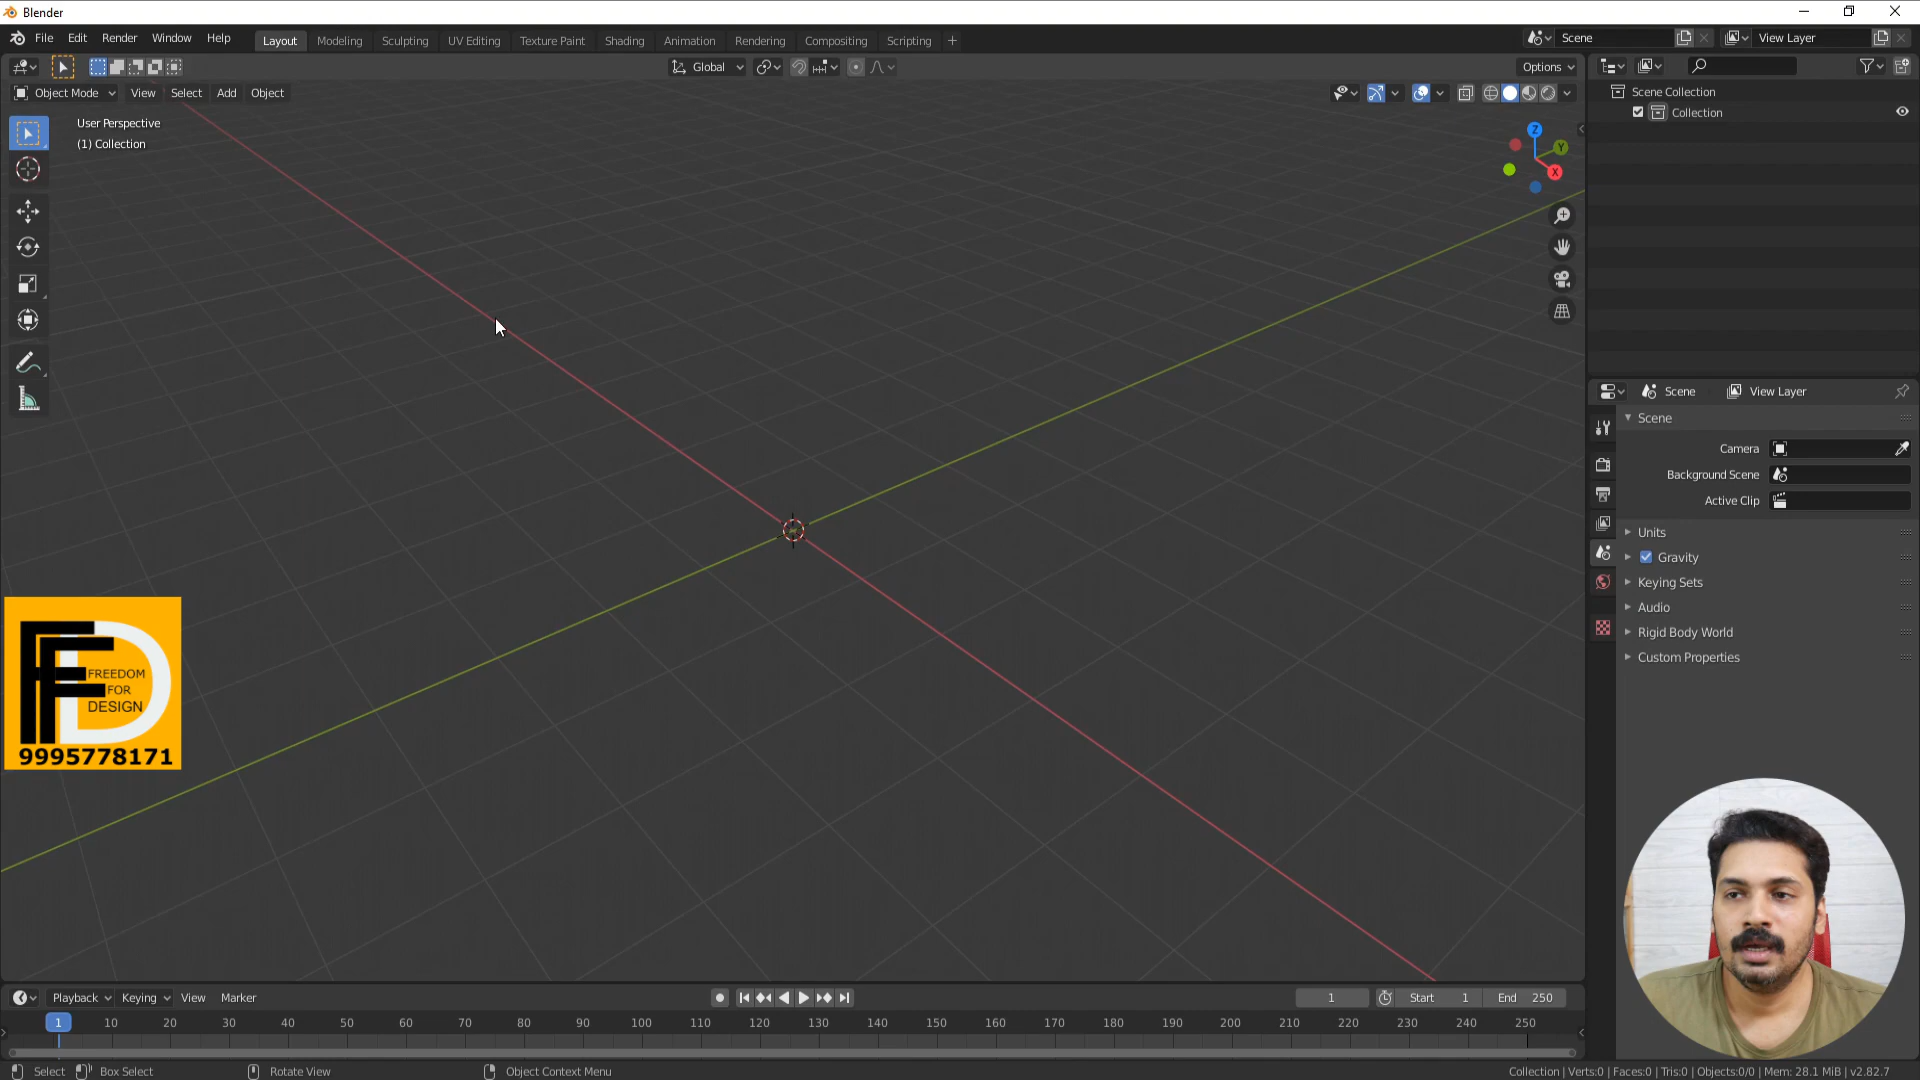 Blender
File Edit Render Window Help Layout Modeling Sculpting UV Editing Texture Paint Shading Animation Rendering Compositing Scripting + Scene View Layer
Global Options
Object Mode View Select Add Object
User Perspective
(1) Collection
Z
Y
X
Scene Collection
Collection
Scene View Layer
Scene
Camera
Background Scene
Active Clip
Units
Gravity
Keying Sets
Audio
Rigid Body World
Custom Properties
FREEDOM
FOR
DESIGN
FFD
9995778171
Playback Keying View Marker 1 Start 1 End 250
1 10 20 30 40 50 60 70 80 90 100 110 120 130 140 150 160 170 180 190 200 210 220 230 240 250
Select Box Select Rotate View Object Context Menu Collection | Verts:0 | Faces:0 | Tris:0 | Objects:0/0 | Mem: 28.1 MiB | v2.82.7